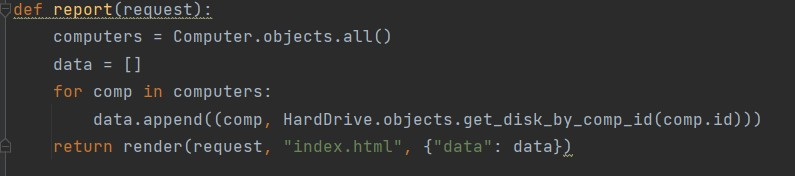 def report(request):
    computers = Computer.objects.all()
    data = []
    for comp in computers:
        data.append((comp, HardDrive.objects.get_disk_by_comp_id(comp.id)))
    return render(request, "index.html", {"data": data})